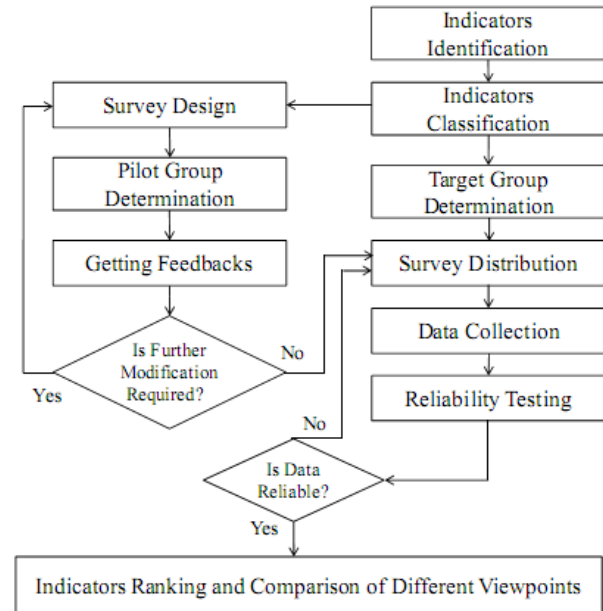 Indicators
Identification
Indicators
Classification
Survey Design
Pilot Group
Determination
Target Group
Determination
Getting Feedbacks
Survey Distribution
Is Further
Modification
Required?
No
Yes
Data Collection
Reliability Testing
No
Is Data
Reliable?
Yes
Indicators Ranking and Comparison of Different Viewpoints